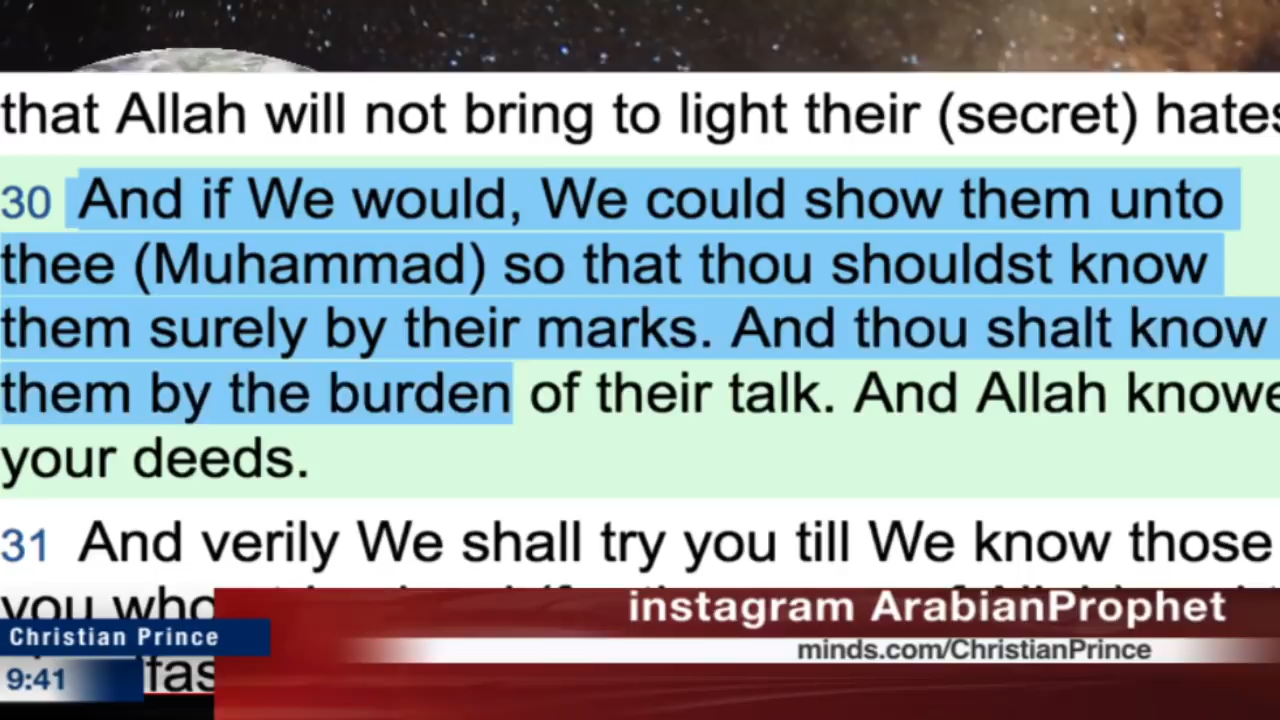 that Allah will not bring to light their (secret) hates
30 And if We would, We could show them unto
thee (Muhammad) so that thou shouldst know
them surely by their marks. And thou shalt know
them by the burden of their talk. And Allah knowe
your deeds.
31 And verily We shall try you till We know those
you who
instagram ArabianProphet
Christian Prince
minds.com/ChristianPrince
9:41
fas